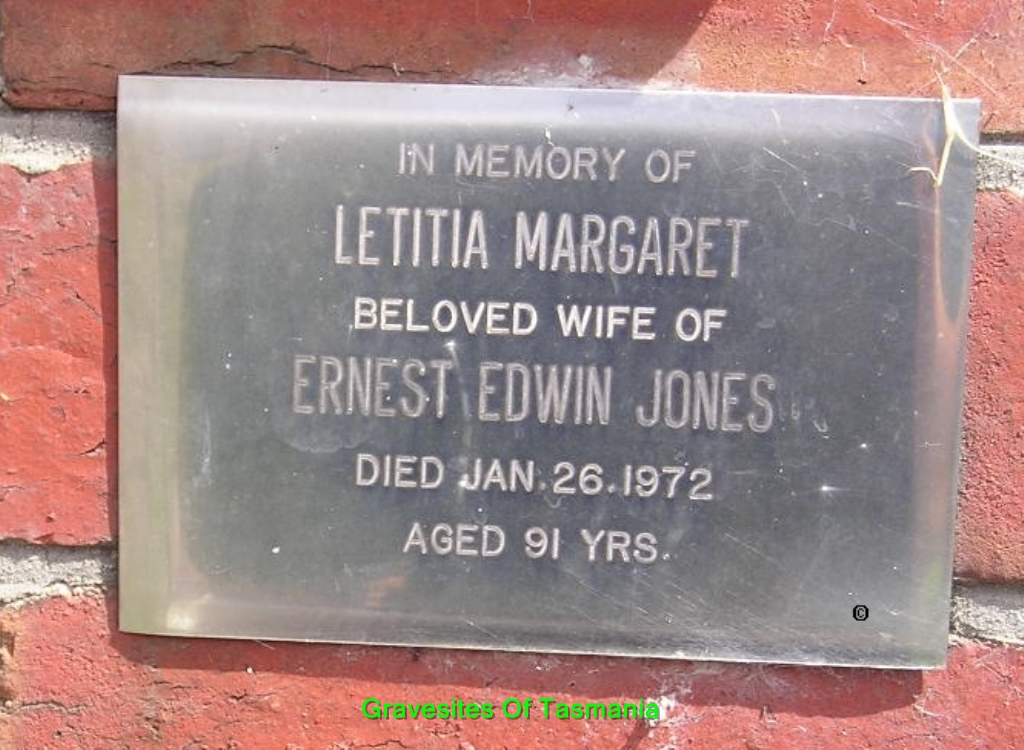 IN MEMORY OF
LETITIA MARGARET
BELOVED WIFE OF
ERNEST EDWIN JONES
DIED JAN. 26. 1972
AGED 91 YRS.
©
Gravesites Of Tasmania